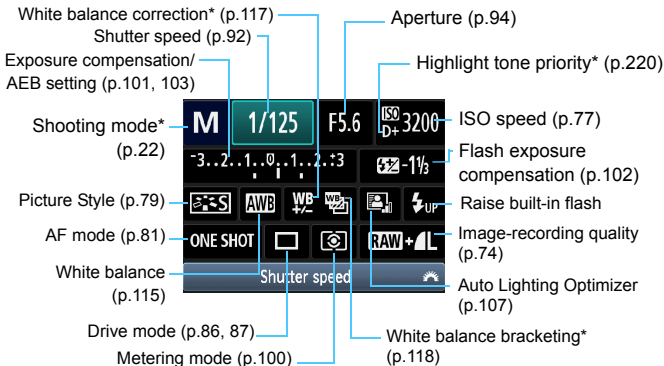 White balance correction* (p.117)
Shutter speed (p.92)
Exposure compensation/
AEB setting (p.101, 103)
Shooting mode*
(p.22)
Picture Style (p.79)
AF mode (p.81)
White balance
(p.115)
Drive mode (p.86, 87)
Metering mode (p.100)
Aperture (p.94)
Highlight tone priority* (p.220)
ISO speed (p.77)
Flash exposure
compensation (p.102)
Raise built-in flash
Image-recording quality
(p.74)
Auto Lighting Optimizer
(p.107)
White balance bracketing*
(p.118)
M 1/125 F5.6 ISO D+ 3200
-3..2..1..0..1..2.+3 -1⅓
S AWB WB +/- WB UP
ONE SHOT RAW+L
Shutter speed